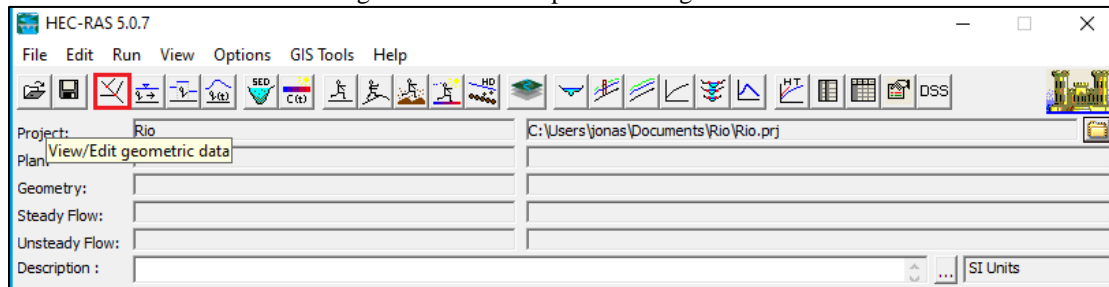 HEC-RAS 5.0.7
File Edit Run View Options GIS Tools Help
SED C(t) HD H T DSS
Project: Rio C:\Users\jonas\Documents\Rio\Rio.prj
View/Edit geometric data
Plan:
Geometry:
Steady Flow:
Unsteady Flow:
Description : ... SI Units